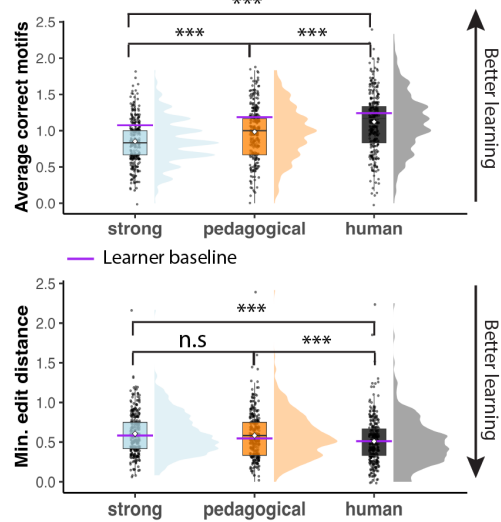 ***
*** ***
Average correct motifs
2.5
2.0
1.5
1.0
0.5
0.0
Better learning
strong pedagogical human
Learner baseline
Min. edit distance
2.5
2.0
1.5
1.0
0.5
0.0
***
n.s ***
Better learning
strong pedagogical human